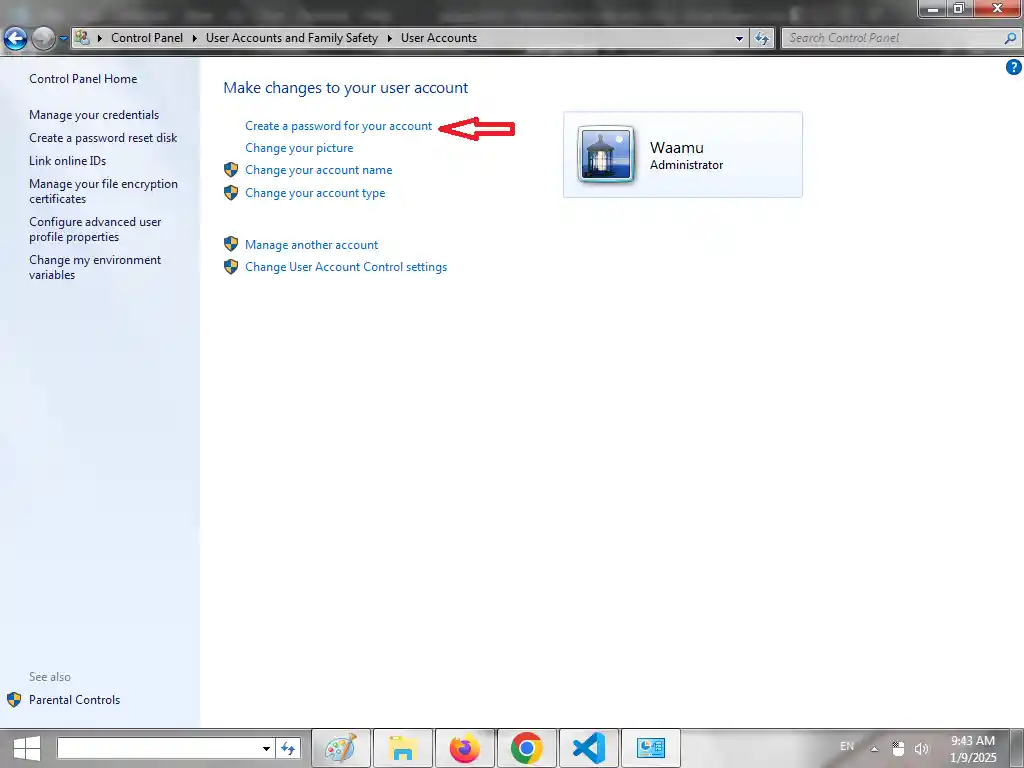 Control Panel User Accounts and Family Safety User Accounts
Search Control Panel
Control Panel Home
Manage your credentials
Create a password reset disk
Link online IDs
Manage your file encryption
certificates
Configure advanced user
profile properties
Change my environment
variables
Make changes to your user account
Create a password for your account
Change your picture
Change your account name
Change your account type
Manage another account
Change User Account Control settings
Waamu
Administrator
See also
Parental Controls
EN
9:43 AM
1/9/2025